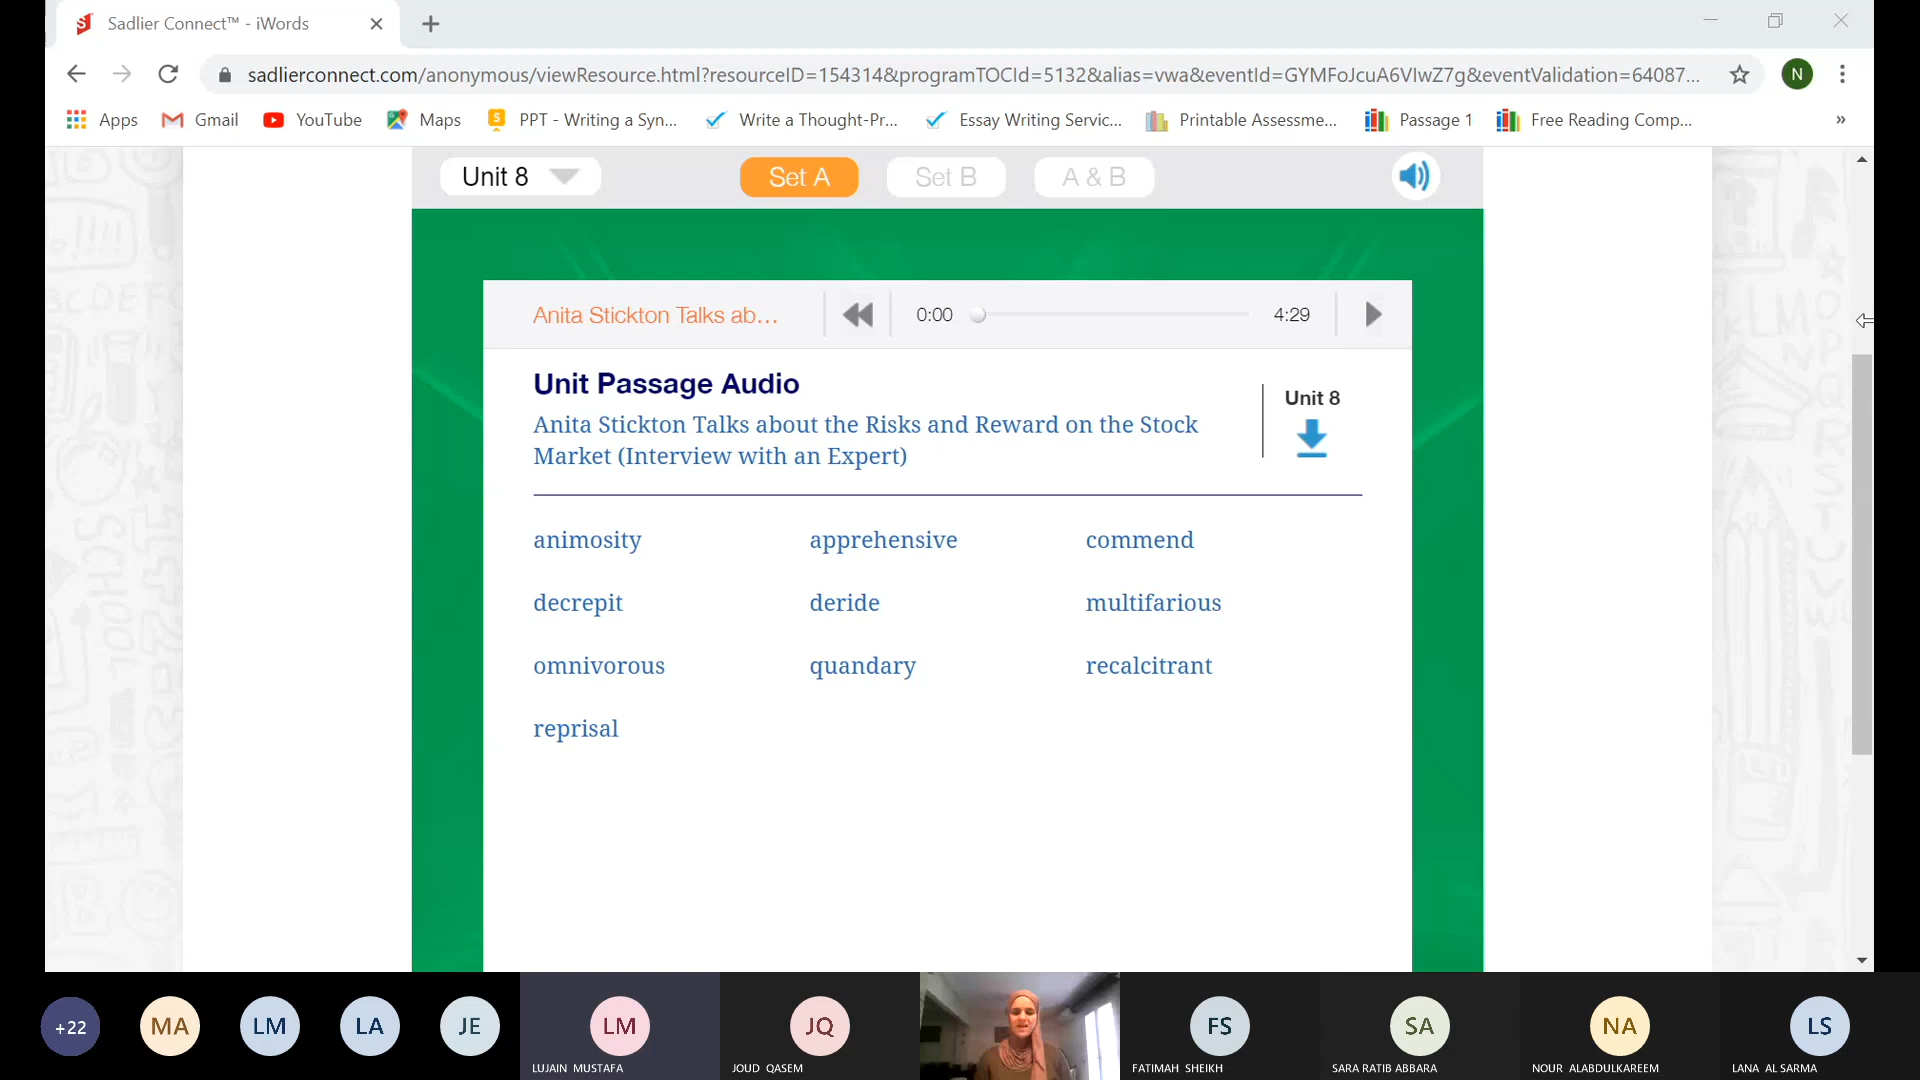 Sadlier Connect™ - iWords
sadlierconnect.com/anonymous/viewResource.html?resourceID=154314&programTOCId=5132&alias=vwa&eventId=GYMFoJcuA6VIwZ7g&eventValidation=64087...
N
Apps Gmail YouTube Maps PPT - Writing a Syn... Write a Thought-Pr... Essay Writing Servic... Printable Assessme... Passage 1 Free Reading Comp... »
Unit 8 Set A Set B A & B
Anita Stickton Talks ab... 0:00 4:29
Unit Passage Audio
Unit 8
Anita Stickton Talks about the Risks and Reward on the Stock
Market (Interview with an Expert)
animosity apprehensive commend
decrepit deride multifarious
omnivorous quandary recalcitrant
reprisal
+22 MA LM LA JE LM JQ FS SA NA LS
LUJAIN MUSTAFA JOUD QASEM FATIMAH SHEIKH SARA RATIB ABBARA NOUR ALABDULKAREEM LANA AL SARMA